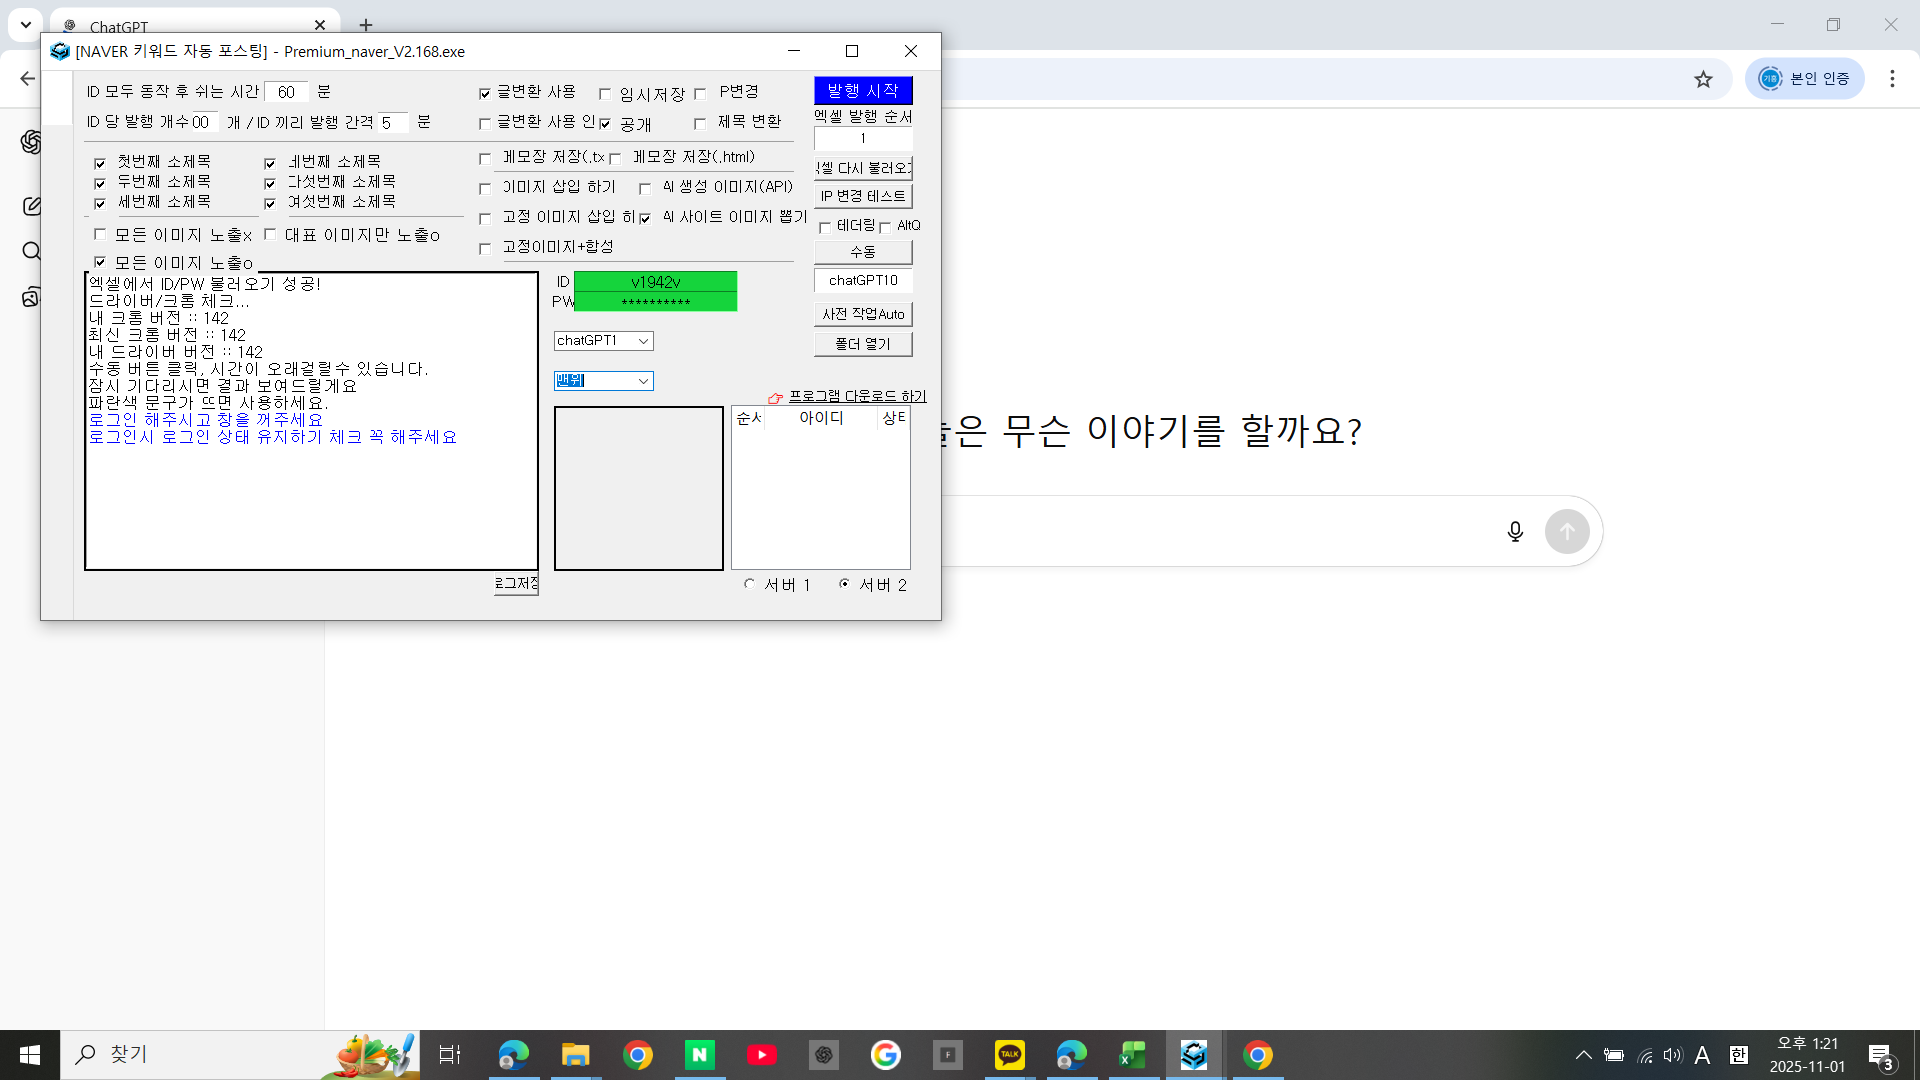 ChatGPT
[NAVER 키워드 자동 포스팅] - Premium_naver_V2.168.exe
본인 인증
ID 모두 동작 후 쉬는 시간 60 분
ID 당 발행 개수 00 개 / ID 끼리 발행 간격 5 분
글변환 사용
임시저장
P변경
글변환 사용 인
공개
제목 변환
발행 시작
엑셀 발행 순서
1
첫번째 소제목
두번째 소제목
세번째 소제목
네번째 소제목
다섯번째 소제목
여섯번째 소제목
메모장 저장(.tx
메모장 저장(.html)
이미지 삽입 하기
AI 생성 이미지(API)
고정 이미지 삽입 하
AI 사이트 이미지 뽑기
고정이미지+합성
셀 다시 불러오기
IP 변경 테스트
테더링
AltQ
수동
chatGPT10
사전 작업Auto
폴더 열기
모든 이미지 노출x
대표 이미지만 노출o
모든 이미지 노출o
엑셀에서 ID/PW 불러오기 성공!
드라이버/크롬 체크...
내 크롬 버전 :: 142
최신 크롬 버전 :: 142
내 드라이버 버전 :: 142
수동 버튼 클릭, 시간이 오래걸릴수 있습니다.
잠시 기다리시면 결과 보여드릴게요
파란색 문구가 뜨면 사용하세요.
로그인 해주시고 창을 꺼주세요
로그인시 로그인 상태 유지하기 체크 꼭 해주세요
ID v1942v
PW **********
chatGPT1
맨위
프로그램 다운로드 하기
순서 아이디 상태
로그저장
서버 1
서버 2
늘은 무슨 이야기를 할까요?
찾기
N
TALK
F
A
한
오후 1:21
2025-11-01
3